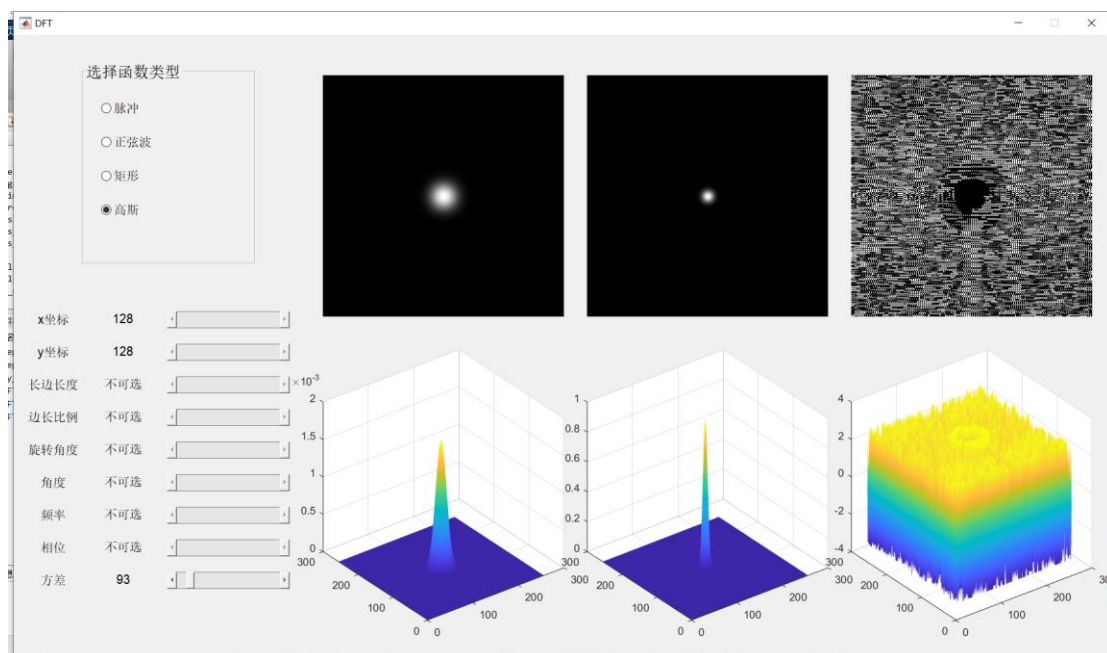 DFT
选择函数类型
脉冲
正弦波
矩形
高斯
x坐标 128
y坐标 128
长边长度 不可选
边长比例 不可选
旋转角度 不可选
角度 不可选
频率 不可选
相位 不可选
方差 93
×10⁻³
2
1.5
1
0.5
0
300
200
100
0
0
100
200
300
1
0.8
0.6
0.4
0.2
0
300
200
100
0
0
100
200
300
4
2
0
-2
-4
300
200
100
0
0
100
200
300